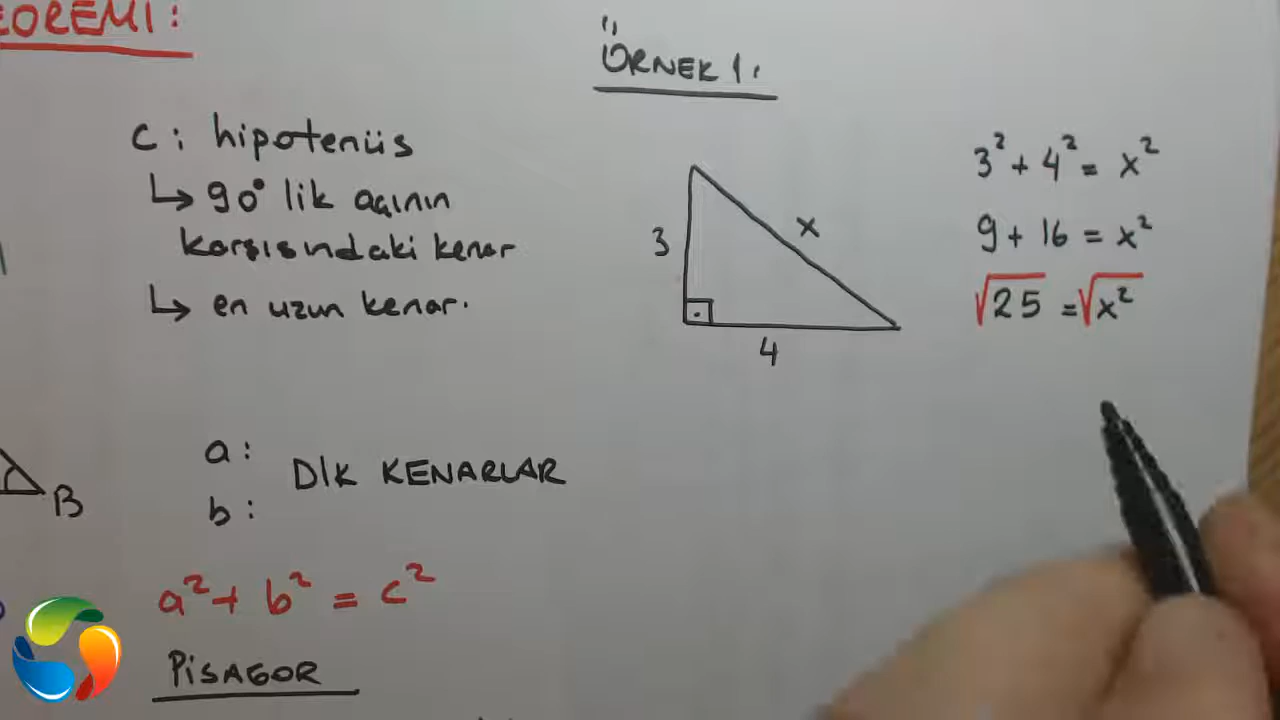 EOREMİ:
c: hipotenüs
↳ 90° lik açının
karşısındaki kenar
↳ en uzun kenar.
B
a:
b:
DİK KENARLAR
a² + b² = c²
PİSAGOR
ÖRNEK 1:
3
x
4
3² + 4² = x²
9 + 16 = x²
√25 = √x²